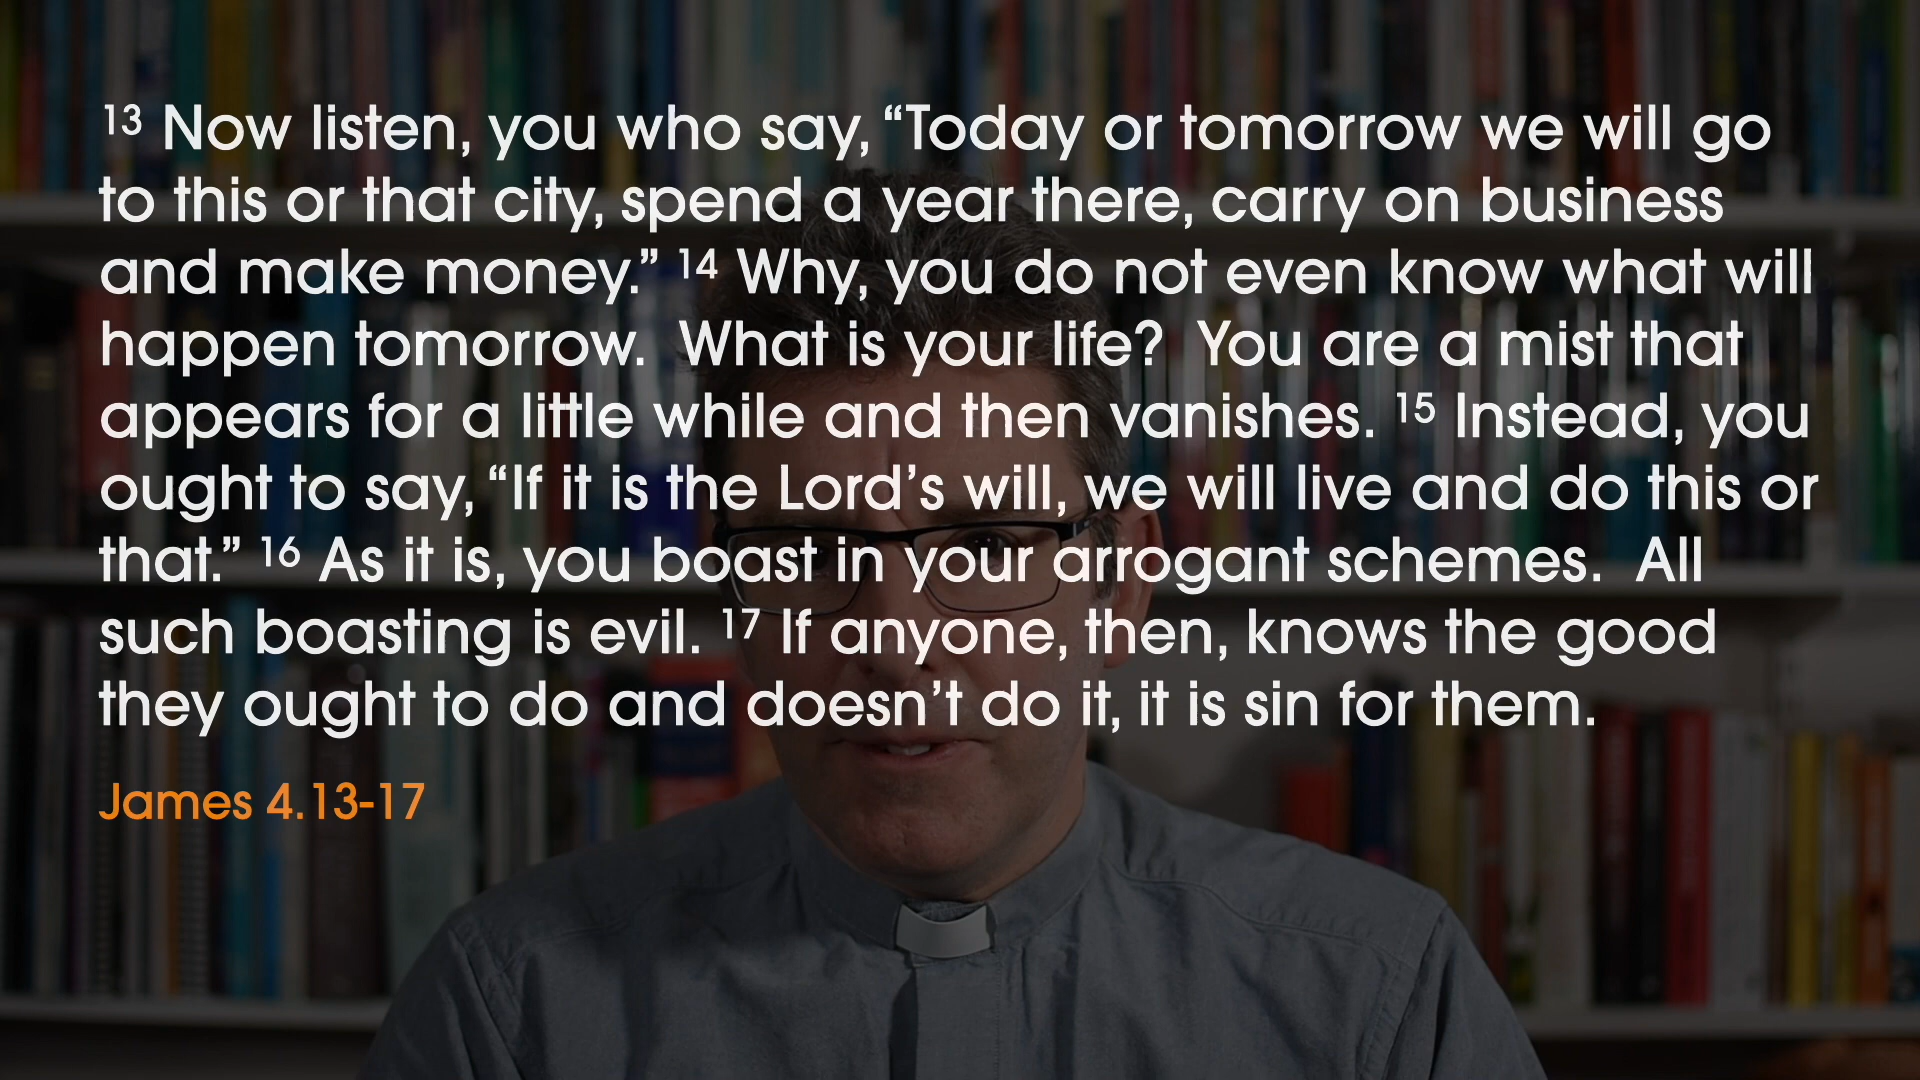 13 Now listen, you who say, “Today or tomorrow we will go
to this or that city, spend a year there, carry on business
and make money.” 14 Why, you do not even know what will
happen tomorrow.  What is your life?  You are a mist that
appears for a little while and then vanishes. 15 Instead, you
ought to say, “If it is the Lord’s will, we will live and do this or
that.” 16 As it is, you boast in your arrogant schemes.  All
such boasting is evil. 17 If anyone, then, knows the good
they ought to do and doesn’t do it, it is sin for them.
James 4.13-17